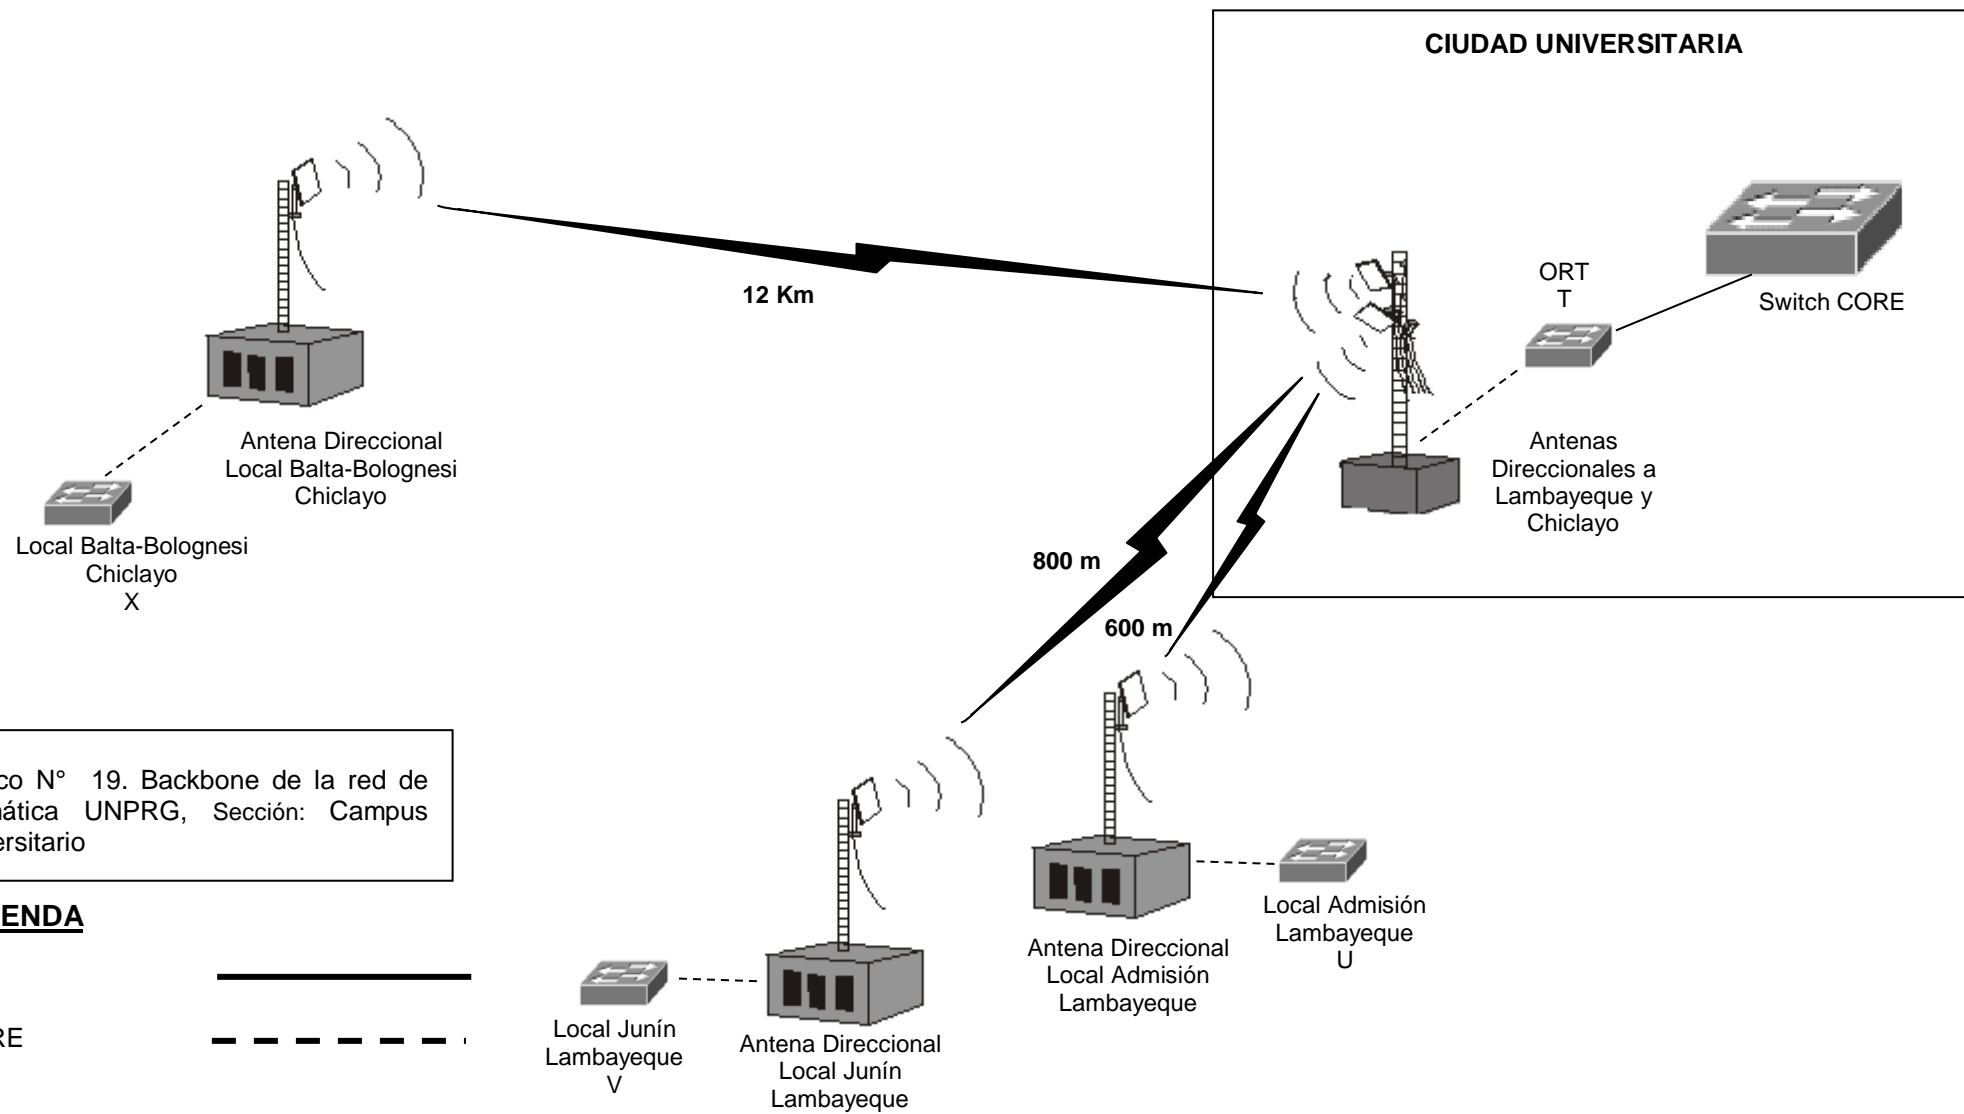 CIUDAD UNIVERSITARIA
ORT
T
Switch CORE
12 Km
Antena Direccional
Local Balta-Bolognesi
Chiclayo
Antenas
Direccionales a
Lambayeque y
Chiclayo
Local Balta-Bolognesi
Chiclayo
X
800 m
600 m
co N° 19. Backbone de la red de
ática UNPRG, Sección: Campus
ersitario
ENDA
RE
Local Admisión
Lambayeque
U
Antena Direccional
Local Admisión
Lambayeque
Local Junín
Lambayeque
V
Antena Direccional
Local Junín
Lambayeque